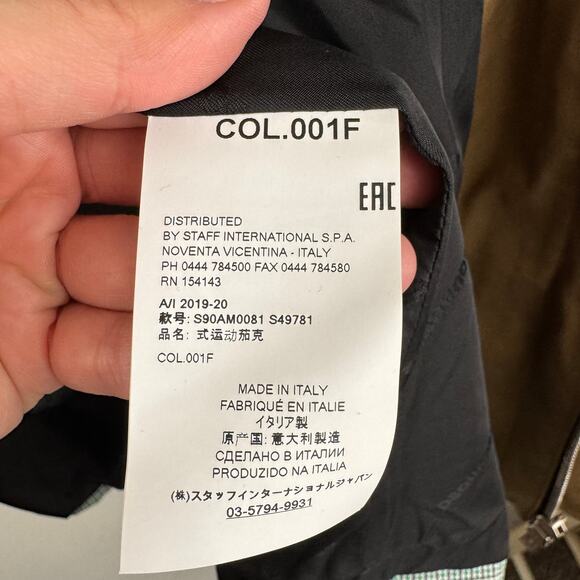 COL.001F
EAC
DISTRIBUTED
BY STAFF INTERNATIONAL S.P.A.
NOVENTA VICENTINA - ITALY
PH 0444 784500 FAX 0444 784580
RN 154143
A/I 2019-20
款号: S90AM0081 S49781
品名: 式运动茄克
COL.001F
MADE IN ITALY
FABRIQUÉ EN ITALIE
イタリア製
原产国: 意大利制造
СДЕЛАНО В ИТАЛИИ
PRODUZIDO NA ITALIA
(株)スタッフインターナショナルジャパン
03-5794-9931